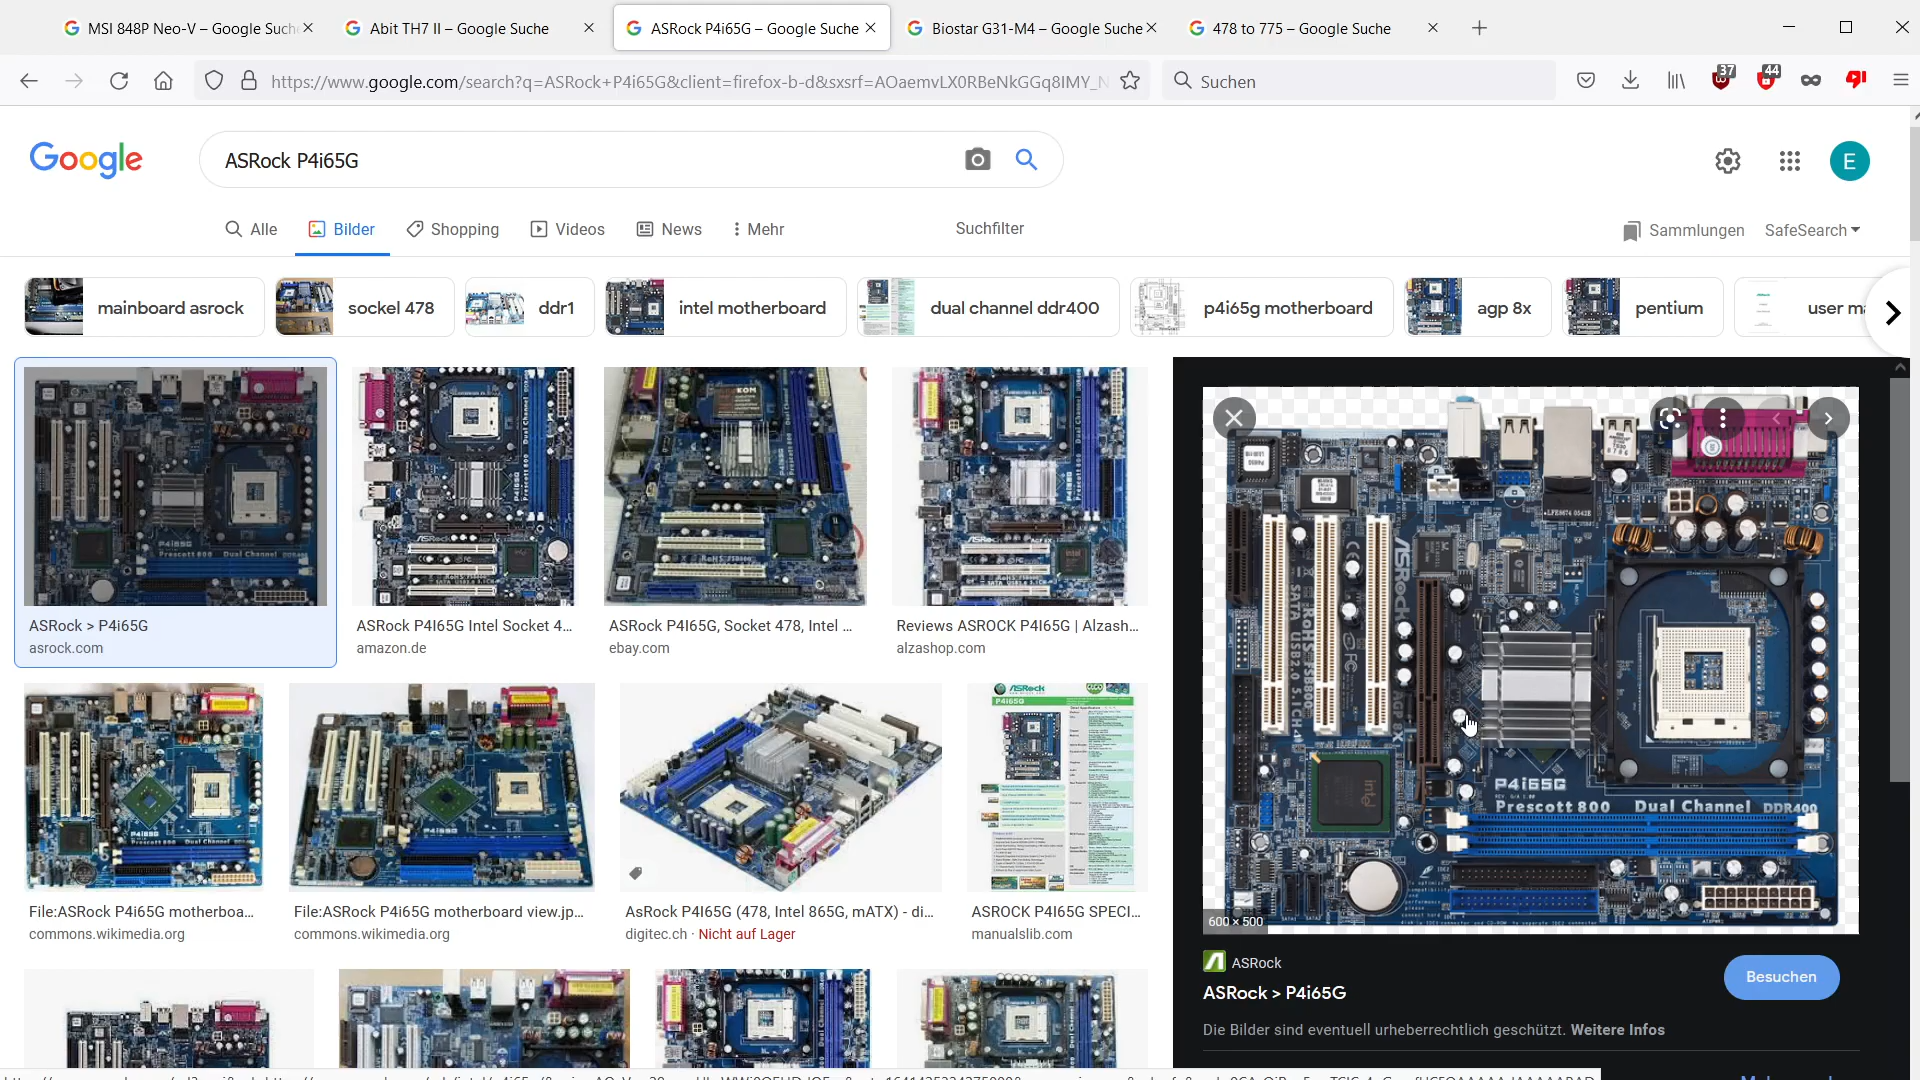 MSI 848P Neo-V – Google Such
Abit TH7 II – Google Suche
ASRock P4i65G – Google Suche
Biostar G31-M4 – Google Suche
478 to 775 – Google Suche
https://www.google.com/search?q=ASRock+P4i65G&client=firefox-b-d&sxsrf=AOaemvLX0RBeNkGGq8IMY_N
Suchen
37
44
Google
ASRock P4i65G
E
Alle
Bilder
Shopping
Videos
News
Mehr
Suchfilter
Sammlungen
SafeSearch
mainboard asrock
sockel 478
ddr1
intel motherboard
dual channel ddr400
p4i65g motherboard
agp 8x
pentium
user ma
P4i65G
Prescott 800 Dual Channel DDR400
600 × 500
ASRock > P4i65G
asrock.com
ASRock P4I65G Intel Socket 4...
amazon.de
ASRock P4I65G, Socket 478, Intel ...
ebay.com
Reviews ASROCK P4I65G | Alzash...
alzashop.com
File:ASRock P4i65G motherboa...
commons.wikimedia.org
File:ASRock P4i65G motherboard view.jp...
commons.wikimedia.org
AsRock P4I65G (478, Intel 865G, mATX) - di...
digitec.ch · Nicht auf Lager
ASROCK P4I65G SPECI...
manualslib.com
ASRock
ASRock > P4i65G
Besuchen
Die Bilder sind eventuell urheberrechtlich geschützt. Weitere Infos